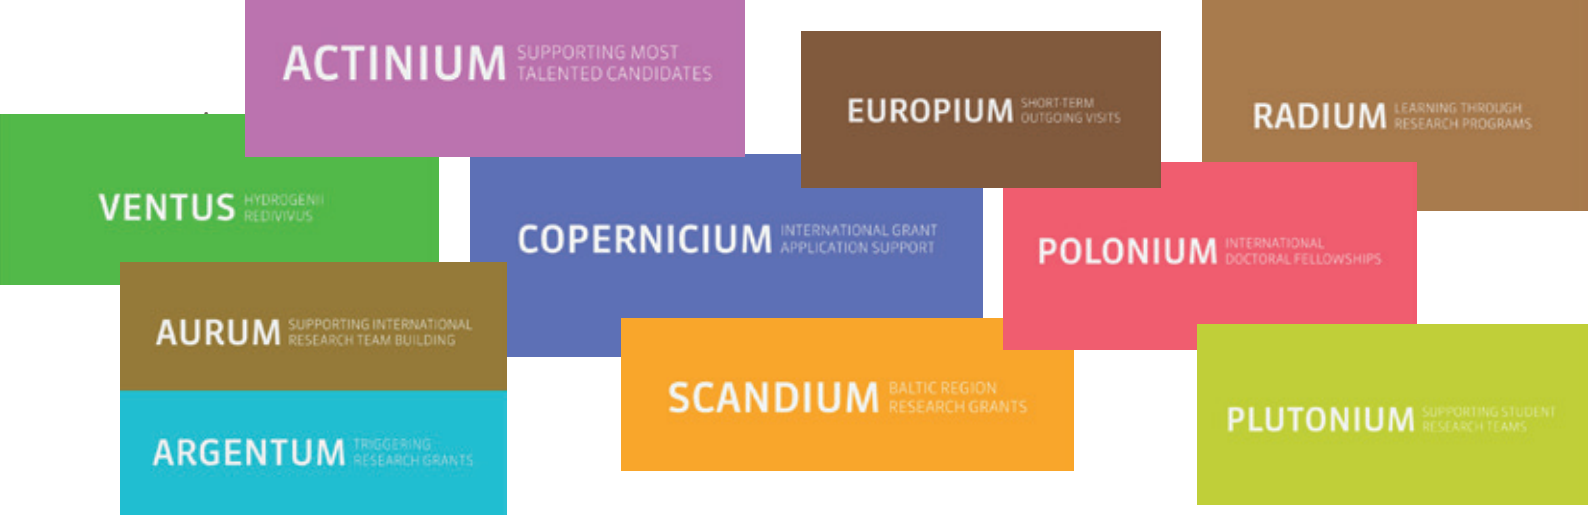 ACTINIUM SUPPORTING MOST
TALENTED CANDIDATES
EUROPIUM SHORT-TERM
OUTGOING VISITS
RADIUM LEARNING THROUGH
RESEARCH PROGRAMS
VENTUS HYDROGENII
REDIVIVUS
COPERNICIUM INTERNATIONAL GRANT
APPLICATION SUPPORT
POLONIUM INTERNATIONAL
DOCTORAL FELLOWSHIPS
AURUM SUPPORTING INTERNATIONAL
RESEARCH TEAM BUILDING
SCANDIUM BALTIC REGION
RESEARCH GRANTS
PLUTONIUM SUPPORTING STUDENT
RESEARCH TEAMS
ARGENTUM TRIGGERING
RESEARCH GRANTS